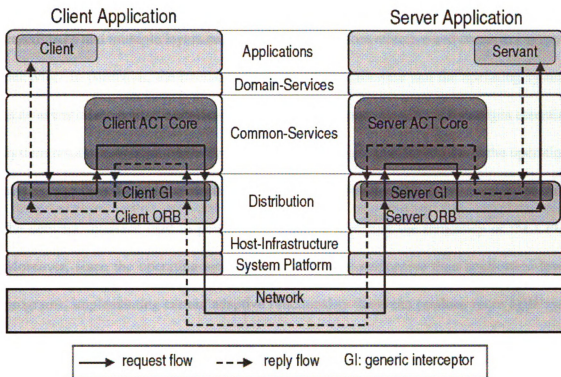 Client Application
Server Application
Client
Applications
Servant
Domain-Services
Client ACT Core
Common-Services
Server ACT Core
Client GI
Distribution
Server GI
Client ORB
Server ORB
Host-Infrastructure
System Platform
Network
request flow
reply flow
GI: generic interceptor